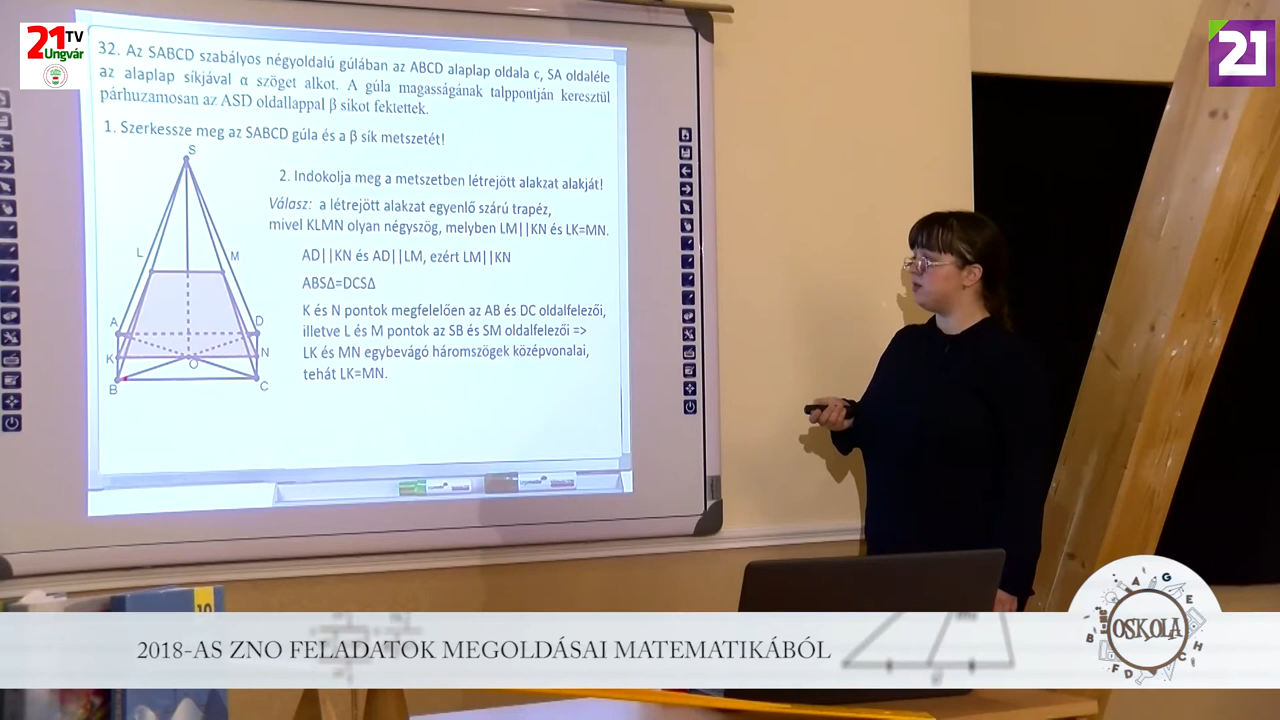 21 TV
Ungvár
21
32. Az SABCD szabályos négyoldalú gúlában az ABCD alaplap oldala c, SA oldaléle
az alaplap síkjával α szöget alkot. A gúla magasságának talppontján keresztül
párhuzamosan az ASD oldallappal β síkot fektettek.
1. Szerkessze meg az SABCD gúla és a β sík metszetét!
S
2. Indokolja meg a metszetben létrejött alakzat alakját!
Válasz: a létrejött alakzat egyenlő szárú trapéz,
mivel KLMN olyan négyszög, melyben LM||KN és LK=MN.
L
M
AD||KN és AD||LM, ezért LM||KN
ABSΔ=DCSΔ
K és N pontok megfelelően az AB és DC oldalfelezői,
A
D
illetve L és M pontok az SB és SM oldalfelezői =>
K
N
LK és MN egybevágó háromszögek középvonalai,
O
tehát LK=MN.
B
C
10
2018-AS ZNO FELADATOK MEGOLDÁSAI MATEMATIKÁBÓL
OSKOLA
A
G
E
B
H
C
D
F